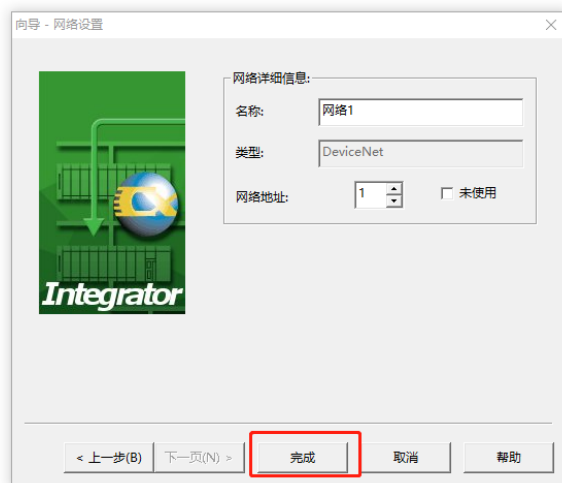 向导 - 网络设置
网络详细信息:
名称: 网络1
类型: DeviceNet
网络地址: 1 未使用
CX
Integrator
< 上一步(B) 下一页(N) > 完成 取消 帮助